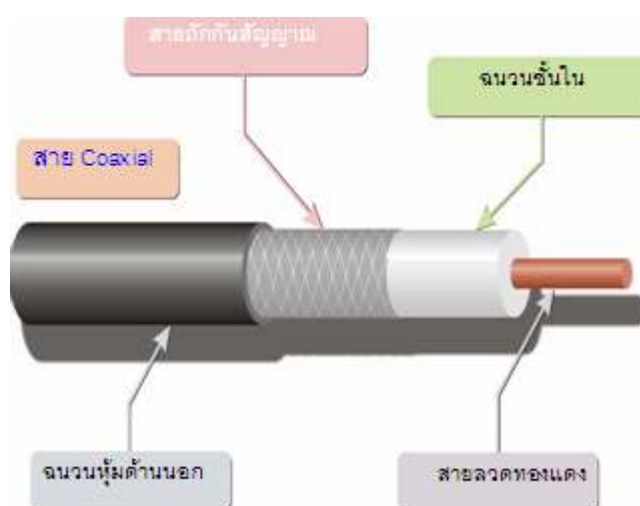 สายถักกันสัญญาณ
ฉนวนชั้นใน
สาย Coaxial
ฉนวนหุ้มด้านนอก
สายลวดทองแดง